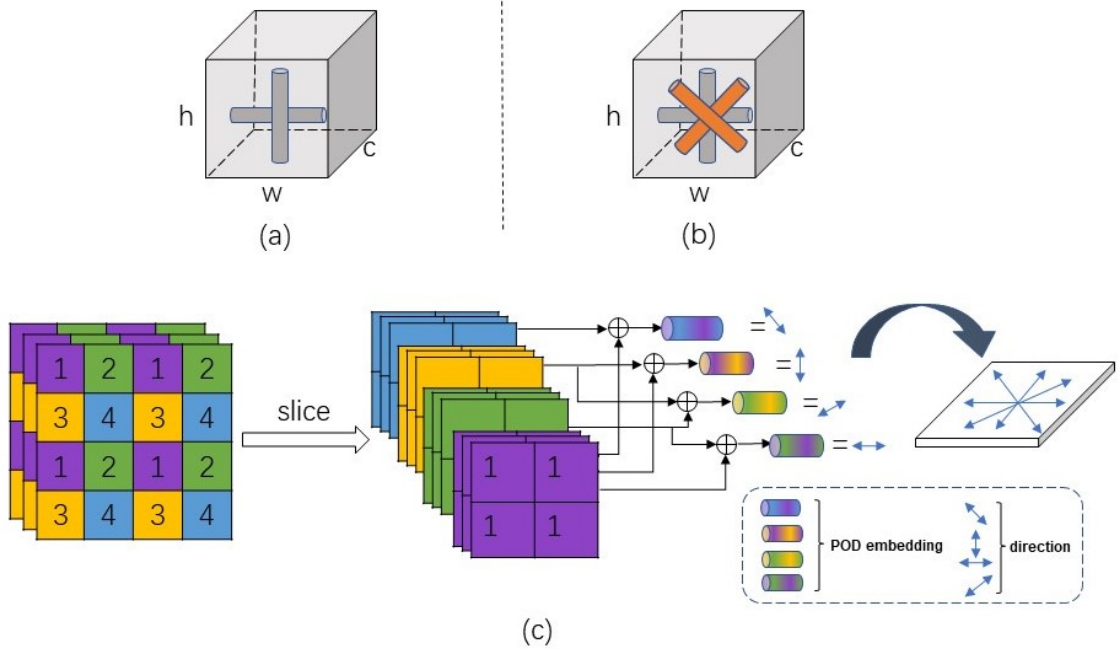 h
c
w
(a)
h
c
w
(b)
1 2 1 2
3 4 3 4
1 2 1 2
3 4 3 4
slice
1 1
1 1
=
=
=
=
POD embedding
direction
(c)